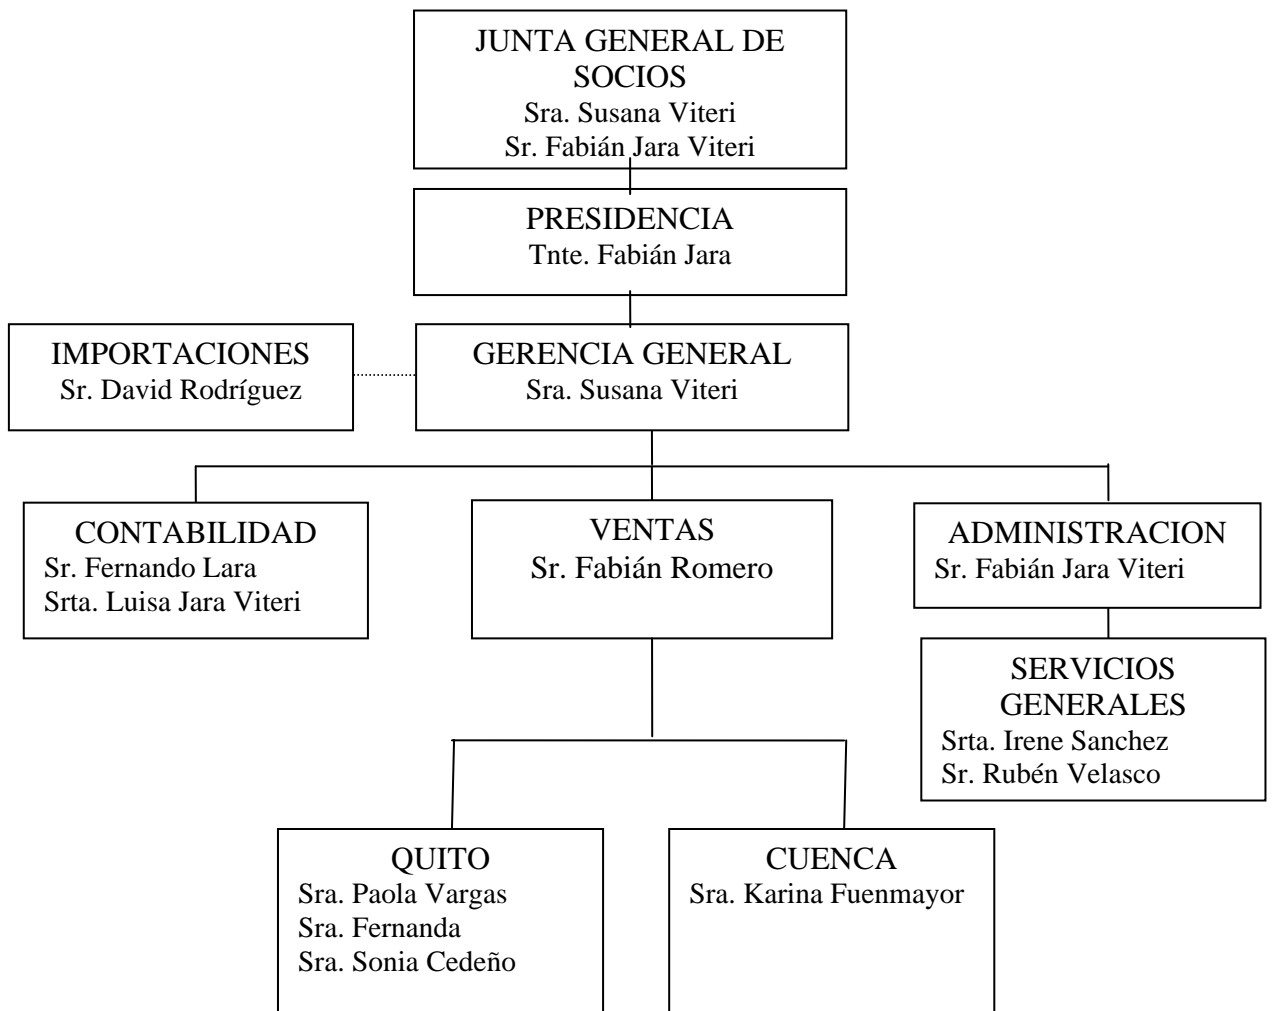 JUNTA GENERAL DE
SOCIOS
Sra. Susana Viteri
Sr. Fabián Jara Viteri
PRESIDENCIA
Tnte. Fabián Jara
IMPORTACIONES
Sr. David Rodríguez
GERENCIA GENERAL
Sra. Susana Viteri
CONTABILIDAD
Sr. Fernando Lara
Srta. Luisa Jara Viteri
VENTAS
Sr. Fabián Romero
ADMINISTRACION
Sr. Fabián Jara Viteri
SERVICIOS
GENERALES
Srta. Irene Sanchez
Sr. Rubén Velasco
QUITO
Sra. Paola Vargas
Sra. Fernanda
Sra. Sonia Cedeño
CUENCA
Sra. Karina Fuenmayor